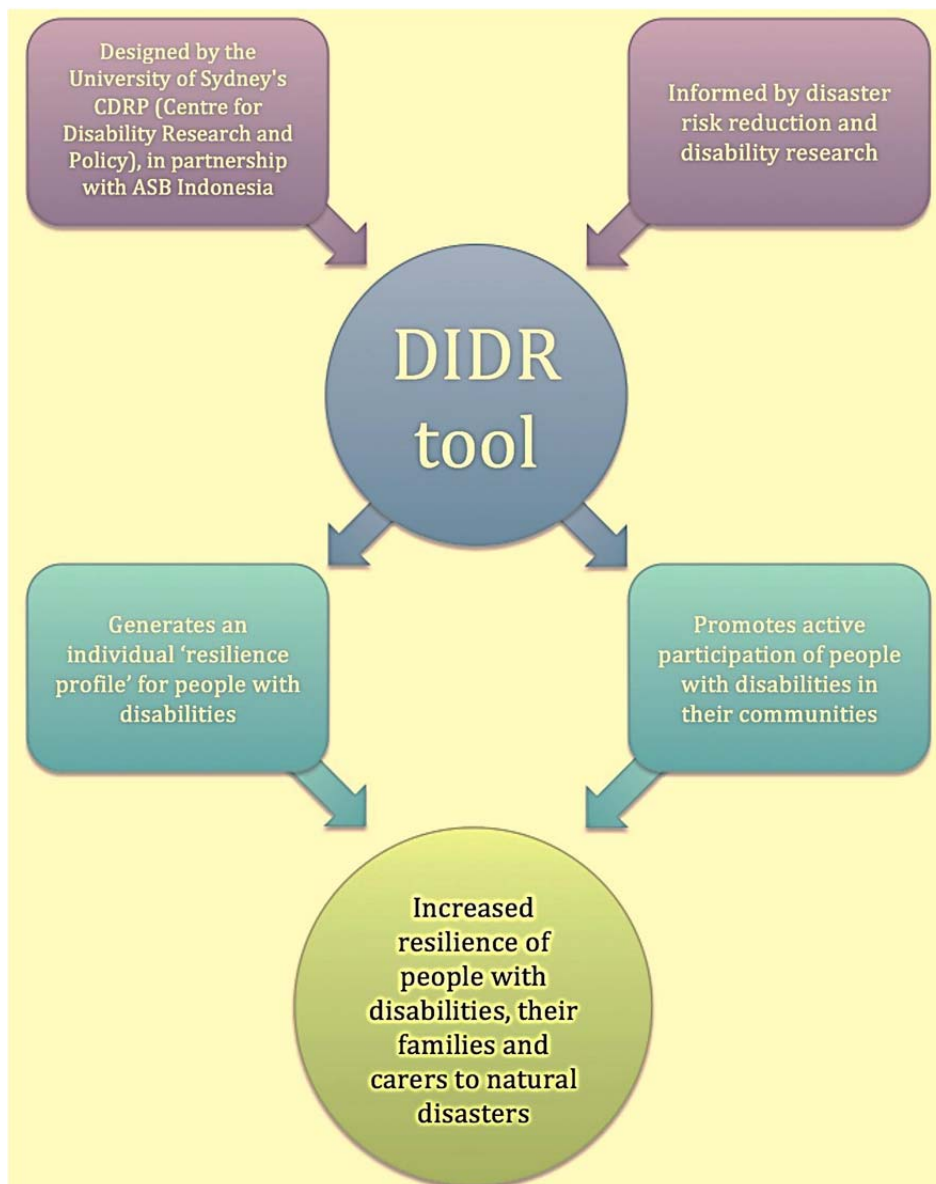 Designed by the
University of Sydney's
CDRP (Centre for
Disability Research and
Policy), in partnership
with ASB Indonesia
Informed by disaster
risk reduction and
disability research
DIDR
tool
Generates an
individual ‘resilience
profile’ for people with
disabilities
Promotes active
participation of people
with disabilities in
their communities
Increased
resilience of
people with
disabilities, their
families and
carers to natural
disasters